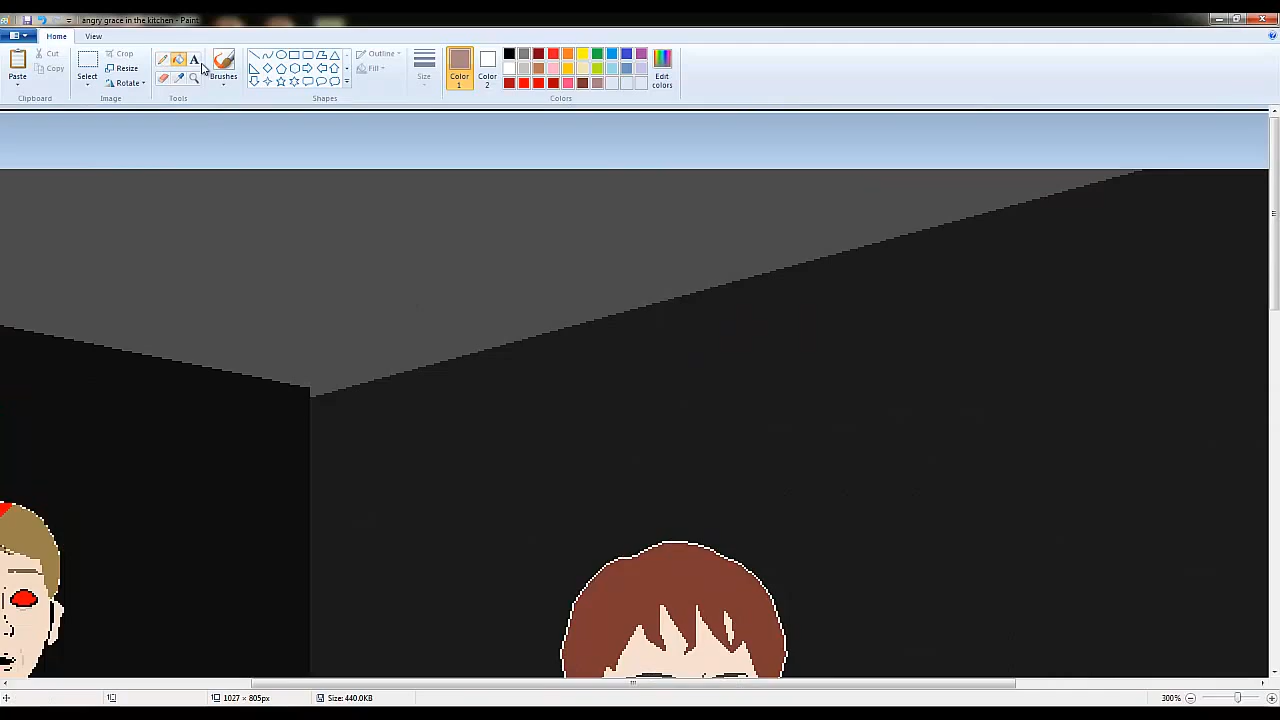 angry grace in the kitchen - Paint
Home
View
Paste
Cut
Copy
Clipboard
Select
Crop
Resize
Rotate
Image
A
Tools
Brushes
Shapes
Outline
Fill
Size
Color 1
Color 2
Edit colors
Colors
1027 × 805px
Size: 440.0KB
300%